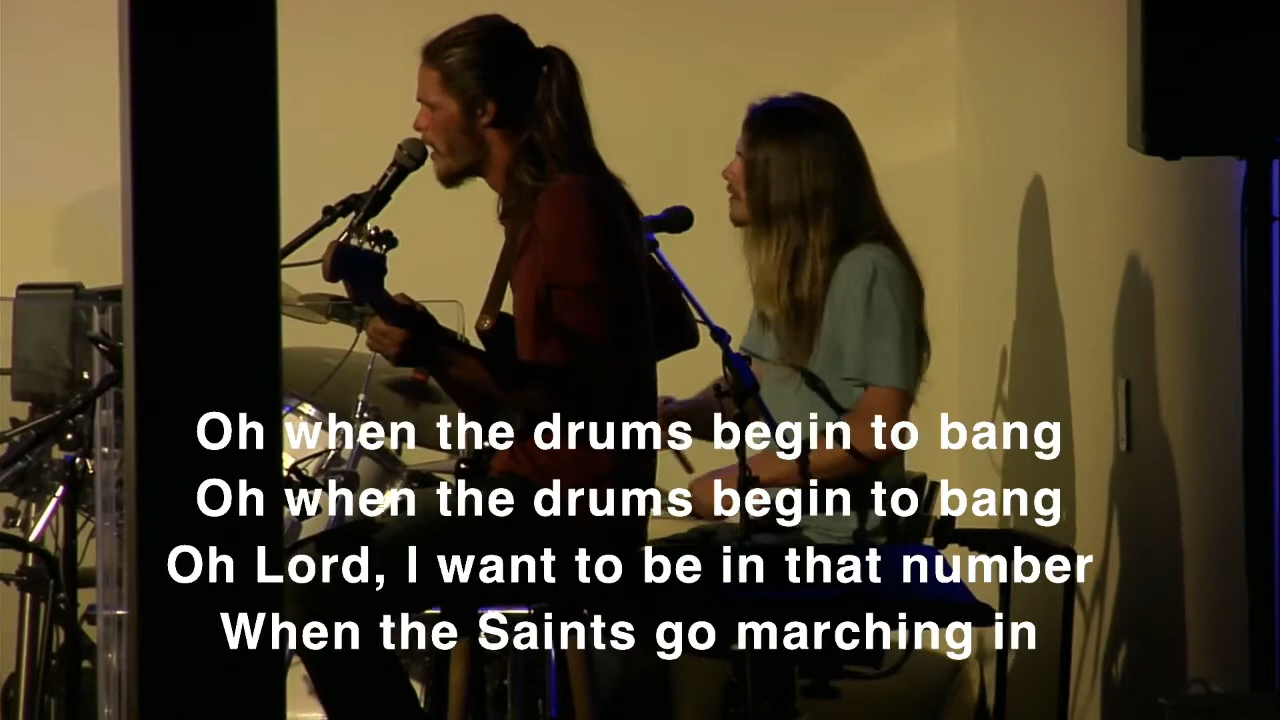 Oh when the drums begin to bang
Oh when the drums begin to bang
Oh Lord, I want to be in that number
When the Saints go marching in